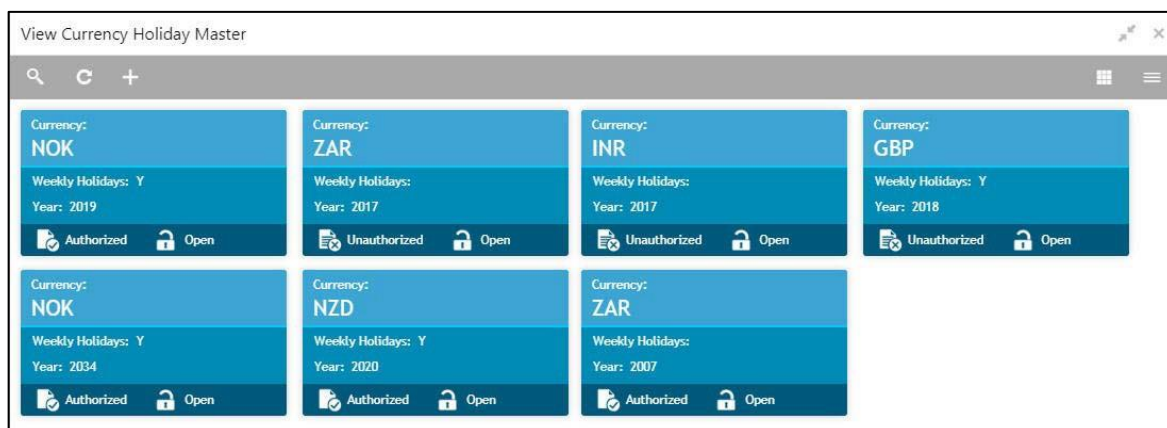 View Currency Holiday Master
Currency:
NOK
Weekly Holidays: Y
Year: 2019
Authorized Open
Currency:
ZAR
Weekly Holidays:
Year: 2017
Unauthorized Open
Currency:
INR
Weekly Holidays:
Year: 2017
Unauthorized Open
Currency:
GBP
Weekly Holidays: Y
Year: 2018
Unauthorized Open
Currency:
NOK
Weekly Holidays: Y
Year: 2034
Authorized Open
Currency:
NZD
Weekly Holidays: Y
Year: 2020
Authorized Open
Currency:
ZAR
Weekly Holidays:
Year: 2007
Authorized Open